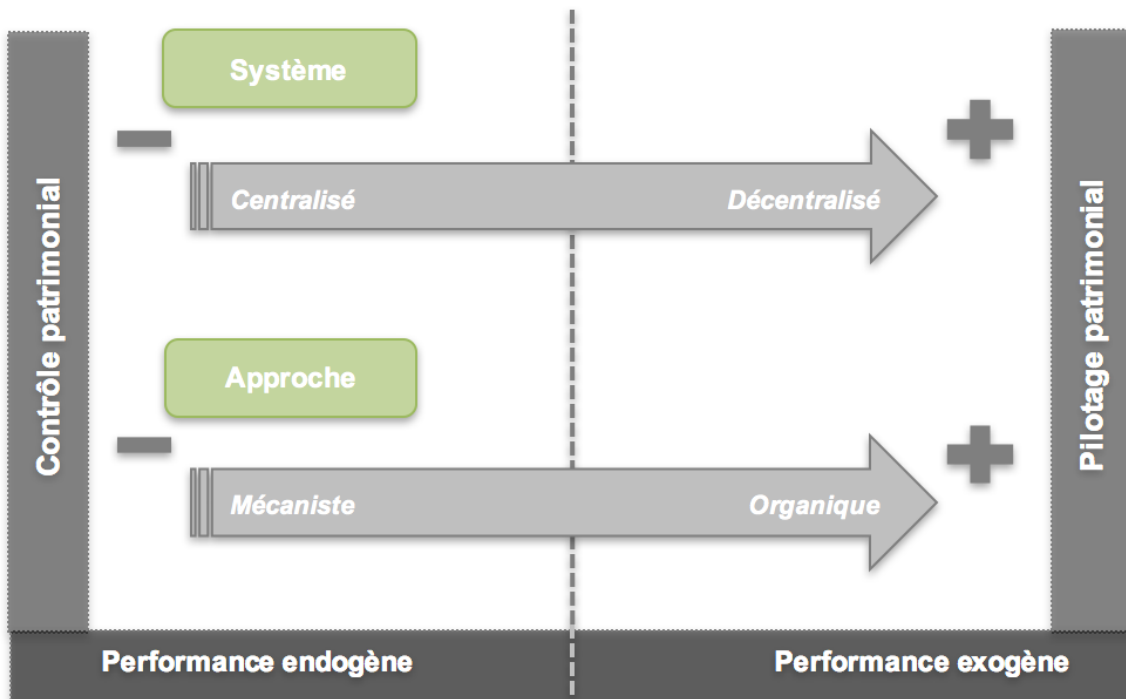 Système
Contrôle patrimonial
Pilotage patrimonial
Centralisé
Décentralisé
Approche
Mécaniste
Organique
Performance endogène
Performance exogène